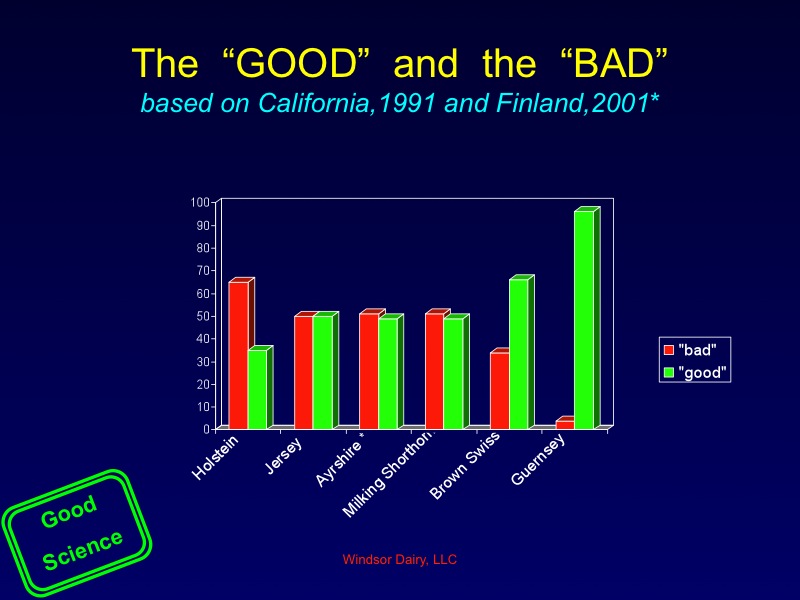 The “GOOD” and the “BAD”
based on California,1991 and Finland,2001*
100
90
80
70
60
50
40
30
20
10
0
Holstein
Jersey
Ayrshire *
Milking Shorthorn
Brown Swiss
Guernsey
"bad"
"good"
Good
Science
Windsor Dairy, LLC